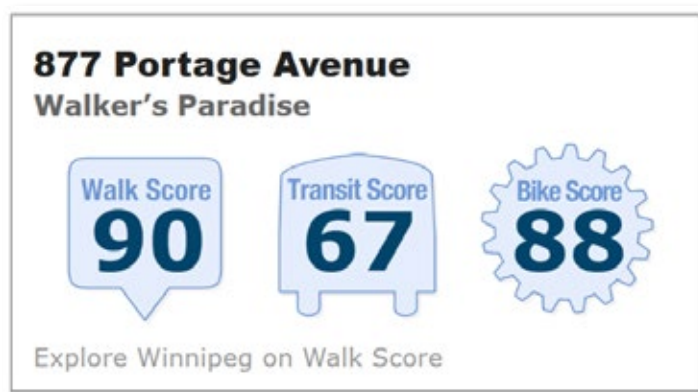 877 Portage Avenue
Walker's Paradise
Walk Score
90
Transit Score
67
Bike Score
88
Explore Winnipeg on Walk Score